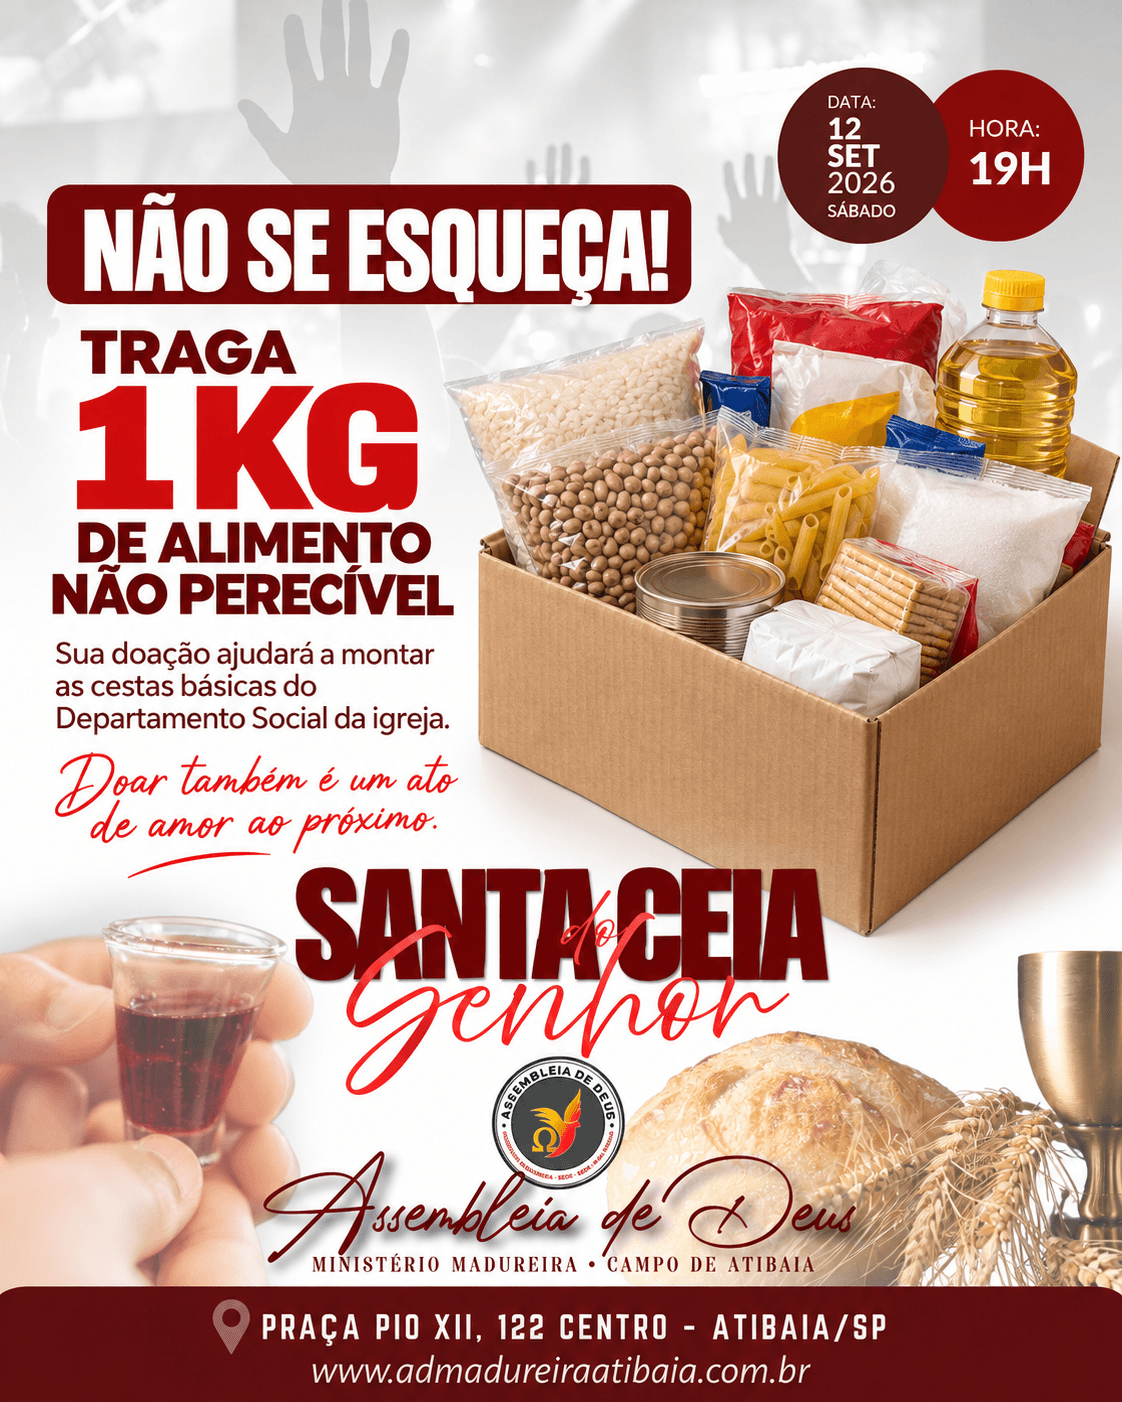 DATA:
12
SET
2026
SÁBADO
HORA:
19H
NÃO SE ESQUEÇA!
TRAGA
1KG
DE ALIMENTO
NÃO PERECÍVEL
Sua doação ajudará a montar
as cestas básicas do
Departamento Social da igreja.
Doar também é um ato
de amor ao próximo.
SANTA do CEIA
Senhor
ASSEMBLEIA DE DEUS
Assembleia de Deus
MINISTÉRIO MADUREIRA • CAMPO DE ATIBAIA
PRAÇA PIO XII, 122 CENTRO - ATIBAIA/SP
www.admadureiraatibaia.com.br